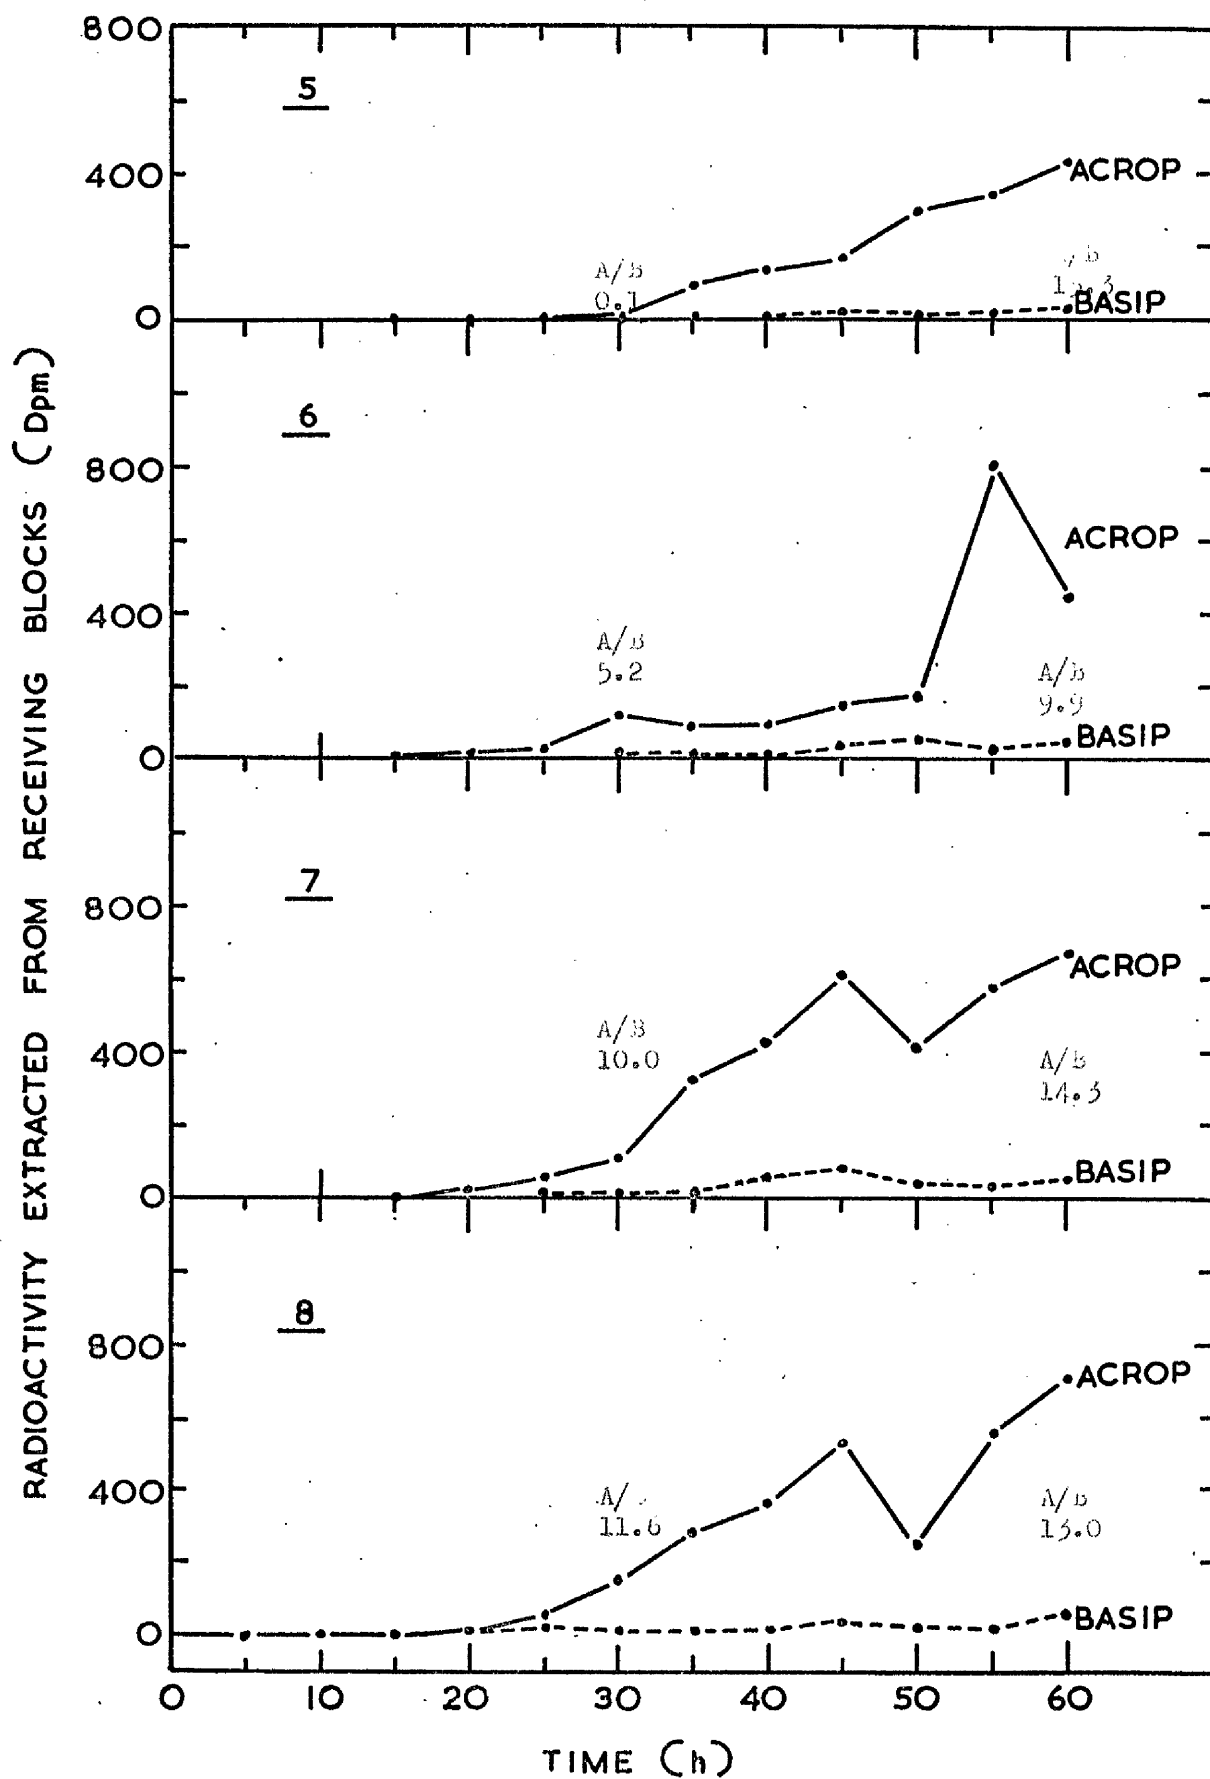 RADIOACTIVITY EXTRACTED FROM RECEIVING BLOCKS (Dpm)
800
5
400
ACROP
A/B
0.1
BASIP
0
6
800
ACROP
400
A/B
5.2
A/B
9.9
BASIP
0
7
800
ACROP
A/B
10.0
400
A/B
14.3
BASIP
0
8
800
ACROP
400
11.6
A/B
13.0
BASIP
0
0 10 20 30 40 50 60
TIME (h)